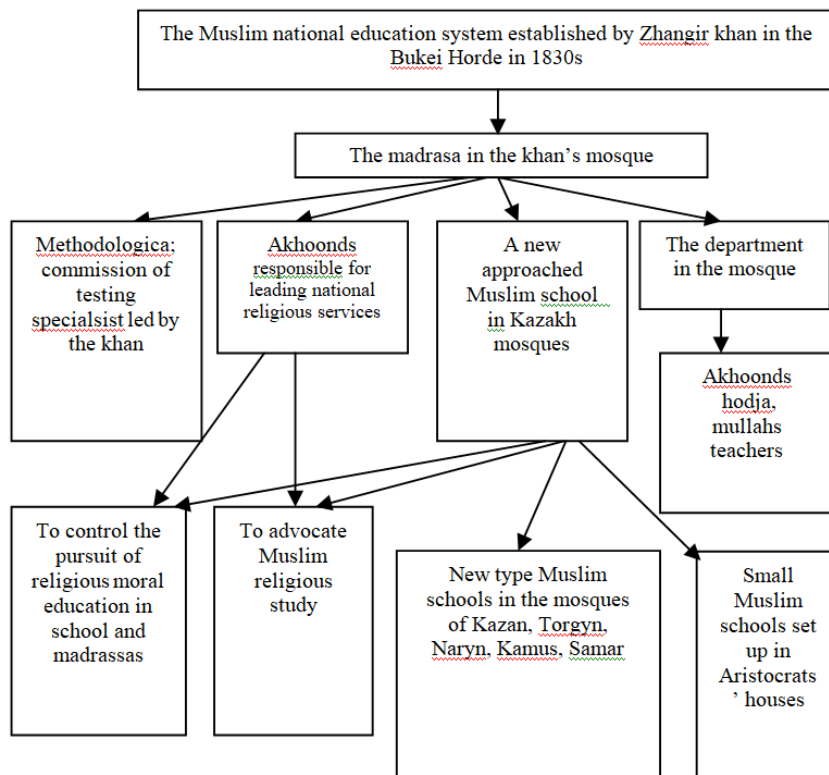 The Muslim national education system established by Zhangir khan in the
Bukei Horde in 1830s
The madrasa in the khan's mosque
Methodologica;
commission of
testing
specialsist led by
the khan
Akhoonds
responsible for
leading national
religious services
A new
approached
Muslim school
in Kazakh
mosques
The department
in the mosque
Akhoonds
hodja,
mullahs
teachers
To control the
pursuit of
religious moral
education in
school and
madrassas
To advocate
Muslim
religious
study
New type Muslim
schools in the mosques
of Kazan, Torgyn,
Naryn, Kamus, Samar
Small
Muslim
schools set
up in
Aristocrats
' houses